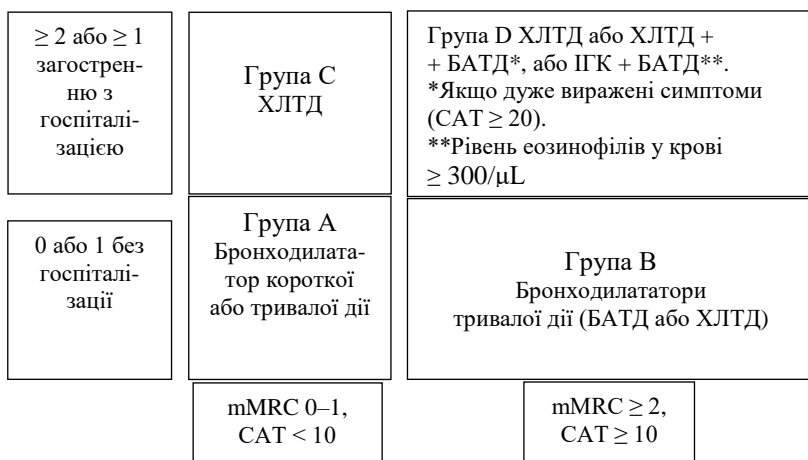 ≥ 2 або ≥ 1
загострен-
ню з
госпіталі-
зацією
Група С
ХЛТД
Група D ХЛТД або ХЛТД +
+ БАТД*, або ІГК + БАТД**.
*Якщо дуже виражені симптоми
(САТ ≥ 20).
**Рівень еозинофілів у крові
≥ 300/μL
0 або 1 без
госпіталі-
зації
Група А
Бронходилата-
тор короткої
або тривалої дії
Група В
Бронходилататори
тривалої дії (БАТД або ХЛТД)
mMRC 0–1,
CAT < 10
mMRC ≥ 2,
CAT ≥ 10